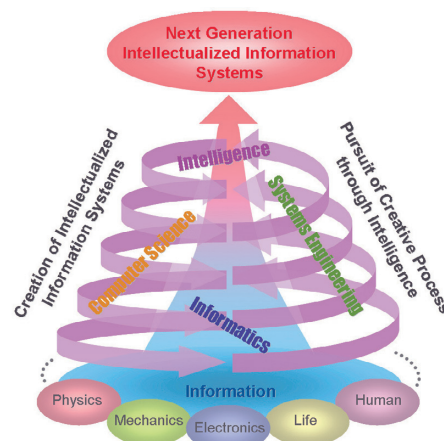 Next Generation
Intellectualized Information
Systems
Creation of Intellectualized
Information Systems
Pursuit of Creative Process
through Intelligence
Intelligence
Computer Science
Systems Engineering
Informatics
Information
Physics
Mechanics
Electronics
Life
Human